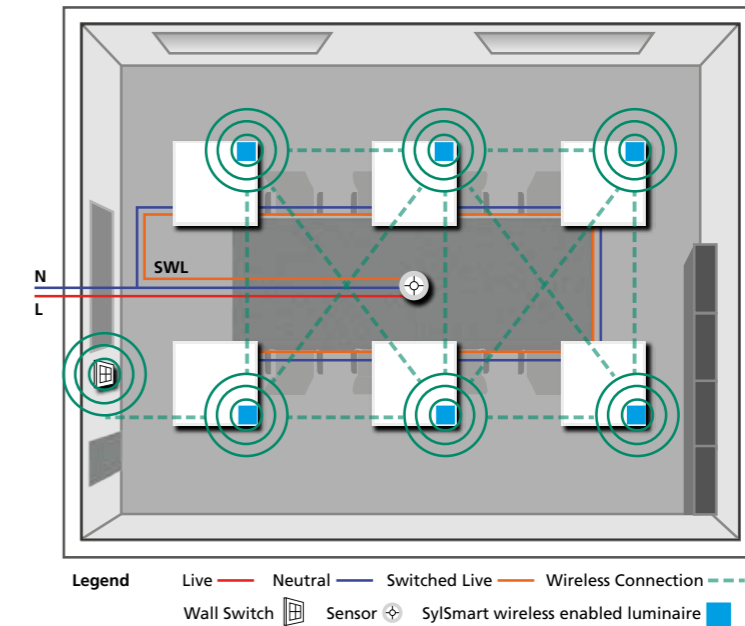 SWL
N
L
Legend Live Neutral Switched Live Wireless Connection
Wall Switch Sensor SylSmart wireless enabled luminaire